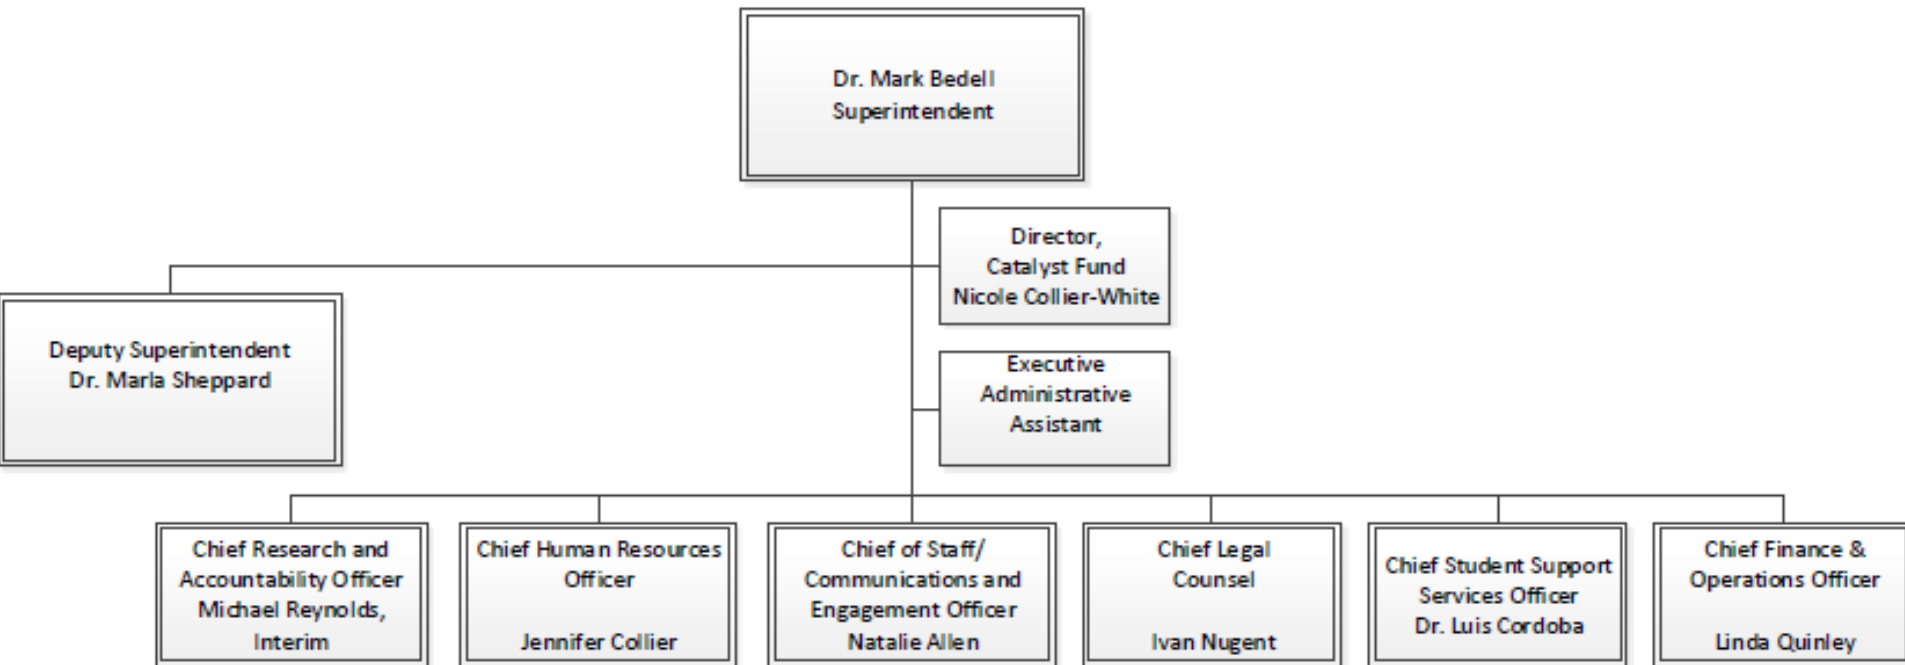 Dr. Mark Bedell
Superintendent
Director,
Catalyst Fund
Nicole Collier-White
Deputy Superintendent
Dr. Marla Sheppard
Executive
Administrative
Assistant
Chief Research and
Accountability Officer
Michael Reynolds,
Interim
Chief Human Resources
Officer
Jennifer Collier
Chief of Staff/
Communications and
Engagement Officer
Natalie Allen
Chief Legal
Counsel
Ivan Nugent
Chief Student Support
Services Officer
Dr. Luis Cordoba
Chief Finance &
Operations Officer
Linda Quinley